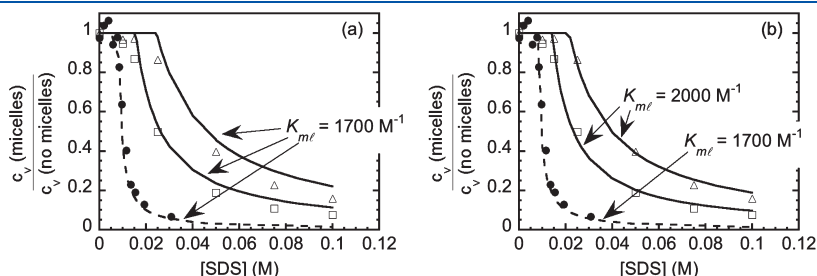 (a)
c_v (micelles)
c_v (no micelles)
1
0.8
0.6
0.4
0.2
0
K_mℓ = 1700 M⁻¹
0 0.02 0.04 0.06 0.08 0.1 0.12
[SDS] (M)
(b)
c_v (micelles)
c_v (no micelles)
1
0.8
0.6
0.4
0.2
0
K_mℓ = 2000 M⁻¹
K_mℓ = 1700 M⁻¹
0 0.02 0.04 0.06 0.08 0.1 0.12
[SDS] (M)